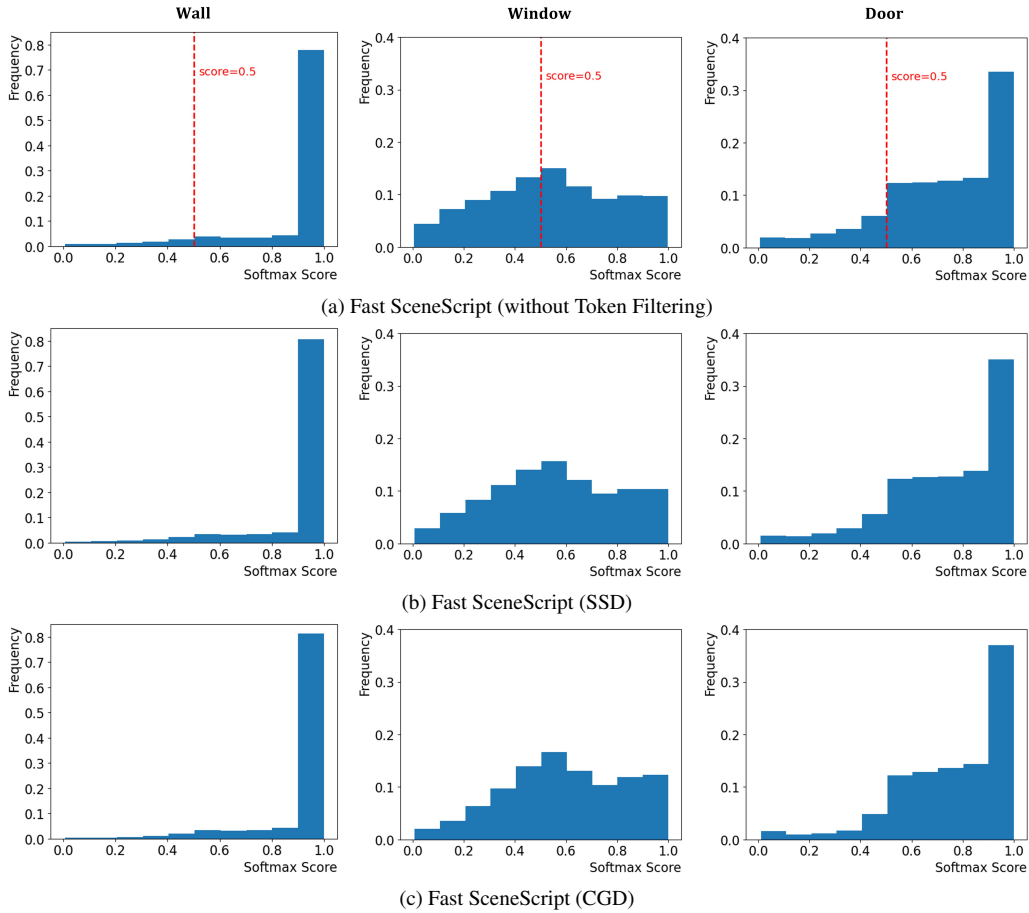 Wall Window Door
Frequency
0.8
0.7
0.6
0.5
0.4
0.3
0.2
0.1
0.0
score=0.5
0.0 0.2 0.4 0.6 0.8 1.0
Softmax Score
Frequency
0.4
0.3
0.2
0.1
0.0
score=0.5
0.0 0.2 0.4 0.6 0.8 1.0
Softmax Score
Frequency
0.4
0.3
0.2
0.1
0.0
score=0.5
0.0 0.2 0.4 0.6 0.8 1.0
Softmax Score
(a) Fast SceneScript (without Token Filtering)
Frequency
0.8
0.7
0.6
0.5
0.4
0.3
0.2
0.1
0.0
0.0 0.2 0.4 0.6 0.8 1.0
Softmax Score
Frequency
0.4
0.3
0.2
0.1
0.0
0.0 0.2 0.4 0.6 0.8 1.0
Softmax Score
Frequency
0.4
0.3
0.2
0.1
0.0
0.0 0.2 0.4 0.6 0.8 1.0
Softmax Score
(b) Fast SceneScript (SSD)
Frequency
0.8
0.7
0.6
0.5
0.4
0.3
0.2
0.1
0.0
0.0 0.2 0.4 0.6 0.8 1.0
Softmax Score
Frequency
0.4
0.3
0.2
0.1
0.0
0.0 0.2 0.4 0.6 0.8 1.0
Softmax Score
Frequency
0.4
0.3
0.2
0.1
0.0
0.0 0.2 0.4 0.6 0.8 1.0
Softmax Score
(c) Fast SceneScript (CGD)